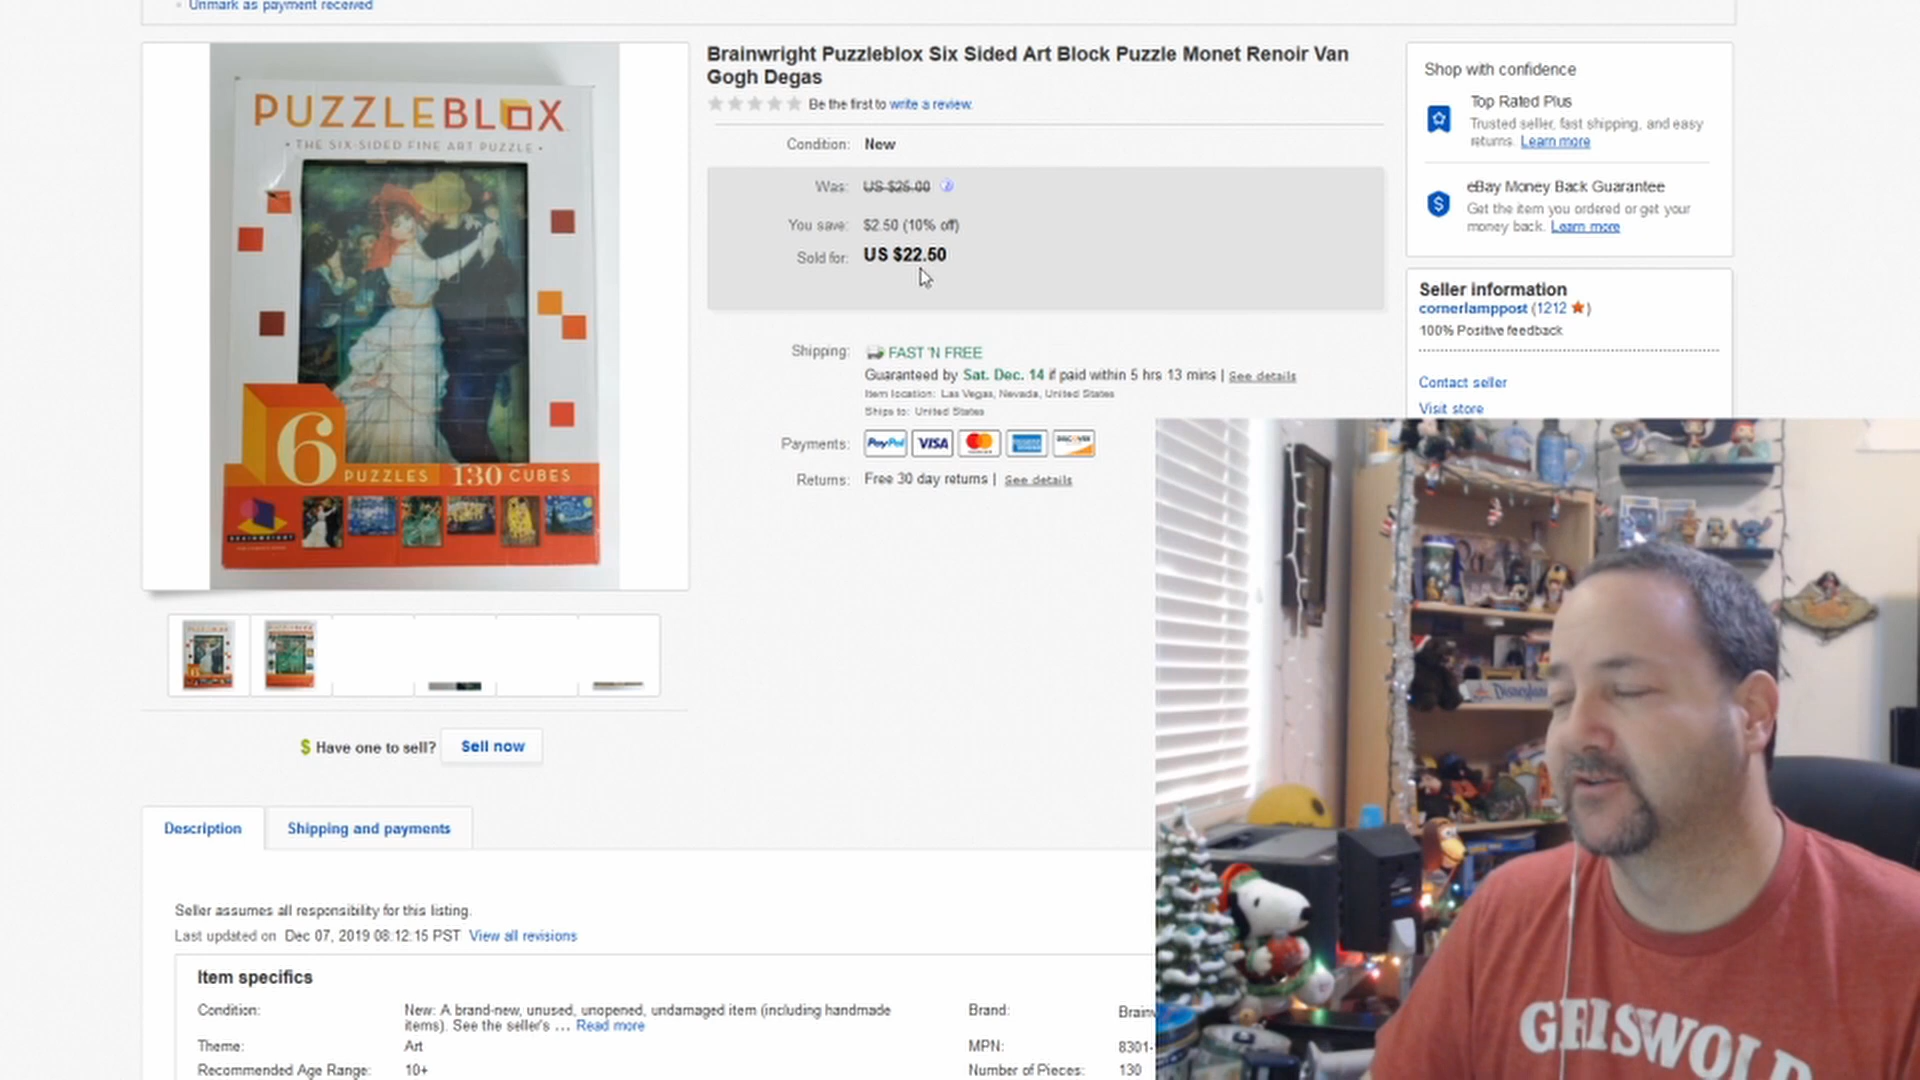 Unmark as payment received
Brainwright Puzzleblox Six Sided Art Block Puzzle Monet Renoir Van
Gogh Degas
Be the first to write a review.
Condition: New
Was: US $25.00
You save: $2.50 (10% off)
Sold for: US $22.50
Shipping: FAST 'N FREE
Guaranteed by Sat. Dec. 14 if paid within 5 hrs 13 mins | See details
Item location: Las Vegas, Nevada, United States
Ships to: United States
Payments: PayPal VISA MasterCard AMERICAN EXPRESS DISCOVER
Returns: Free 30 day returns | See details
Shop with confidence
Top Rated Plus
Trusted seller, fast shipping, and easy
returns. Learn more
eBay Money Back Guarantee
Get the item you ordered or get your
money back. Learn more
Seller information
cornerlamppost (1212 ★)
100% Positive feedback
Contact seller
Visit store
PUZZLEBLOX
• THE SIX-SIDED FINE ART PUZZLE •
6 PUZZLES 130 CUBES
BRAINWRIGHT
$ Have one to sell? Sell now
Description
Shipping and payments
Seller assumes all responsibility for this listing.
Last updated on Dec 07, 2019 08:12:15 PST View all revisions
Item specifics
Condition: New: A brand-new, unused, unopened, undamaged item (including handmade
items). See the seller's ... Read more
Brand:
Theme: Art
MPN: 8301-
Recommended Age Range: 10+
Number of Pieces: 130
Disneyland
GRISWOLD